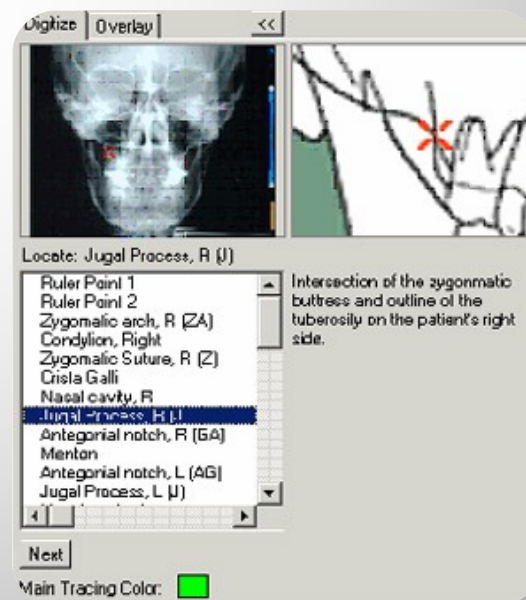 Digitize Overlay <<
Locate: Jugal Process, R (J)
Ruler Point 1
Ruler Point 2
Zygomatic arch, R (ZA)
Condylion, Right
Zygomatic Suture, R (Z)
Crista Galli
Nasal cavity, R
Jugal Process, R (J
Antegonial notch, R (GA)
Menton
Antegonial notch, L (AG)
Jugal Process, L (J)
Intersection of the zygonmatic
buttress and outline of the
tuberosity on the patient's right
side.
Next
Main Tracing Color: